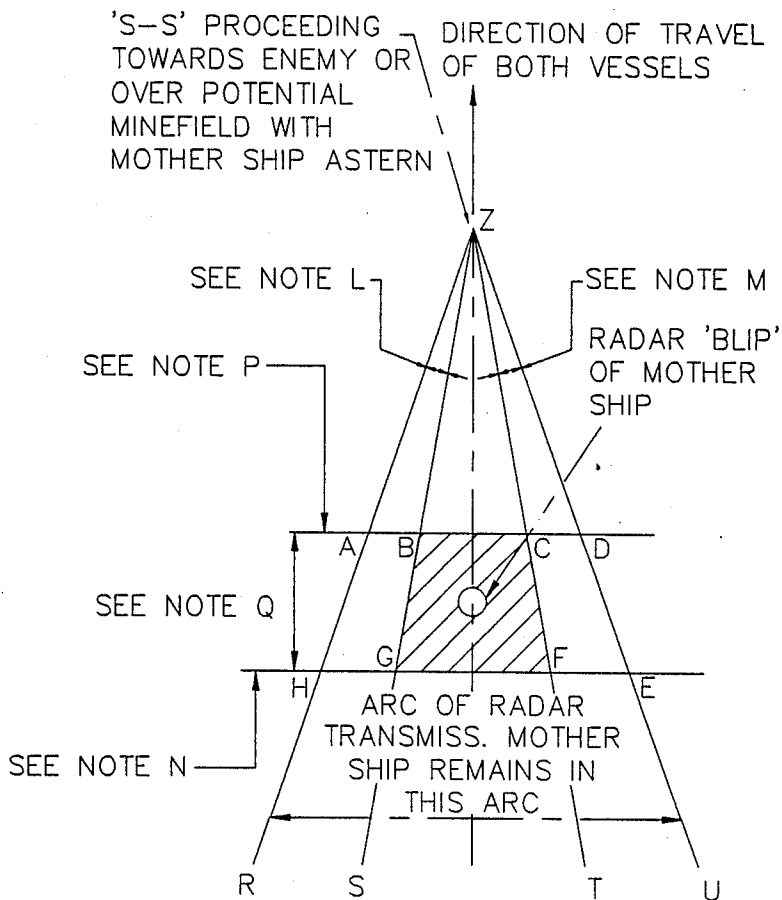 'S–S' PROCEEDING
TOWARDS ENEMY OR
OVER POTENTIAL
MINEFIELD WITH
MOTHER SHIP ASTERN
DIRECTION OF TRAVEL
OF BOTH VESSELS
Z
SEE NOTE L
SEE NOTE M
RADAR 'BLIP'
OF MOTHER
SHIP
SEE NOTE P
A B C D
SEE NOTE Q
H G F E
ARC OF RADAR
TRANSMISS. MOTHER
SHIP REMAINS IN
THIS ARC
SEE NOTE N
R S T U